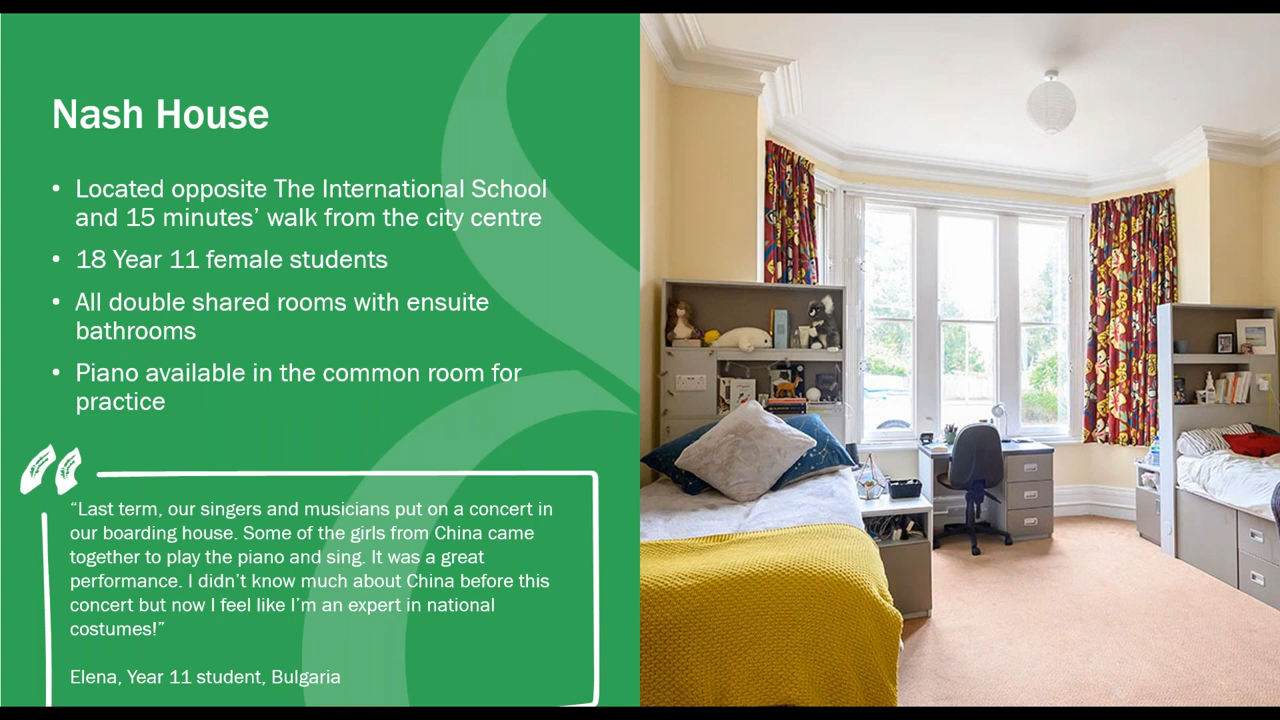 Nash House
• Located opposite The International School
and 15 minutes’ walk from the city centre
• 18 Year 11 female students
• All double shared rooms with ensuite
bathrooms
• Piano available in the common room for
practice
“Last term, our singers and musicians put on a concert in
our boarding house. Some of the girls from China came
together to play the piano and sing. It was a great
performance. I didn’t know much about China before this
concert but now I feel like I’m an expert in national
costumes!”
Elena, Year 11 student, Bulgaria